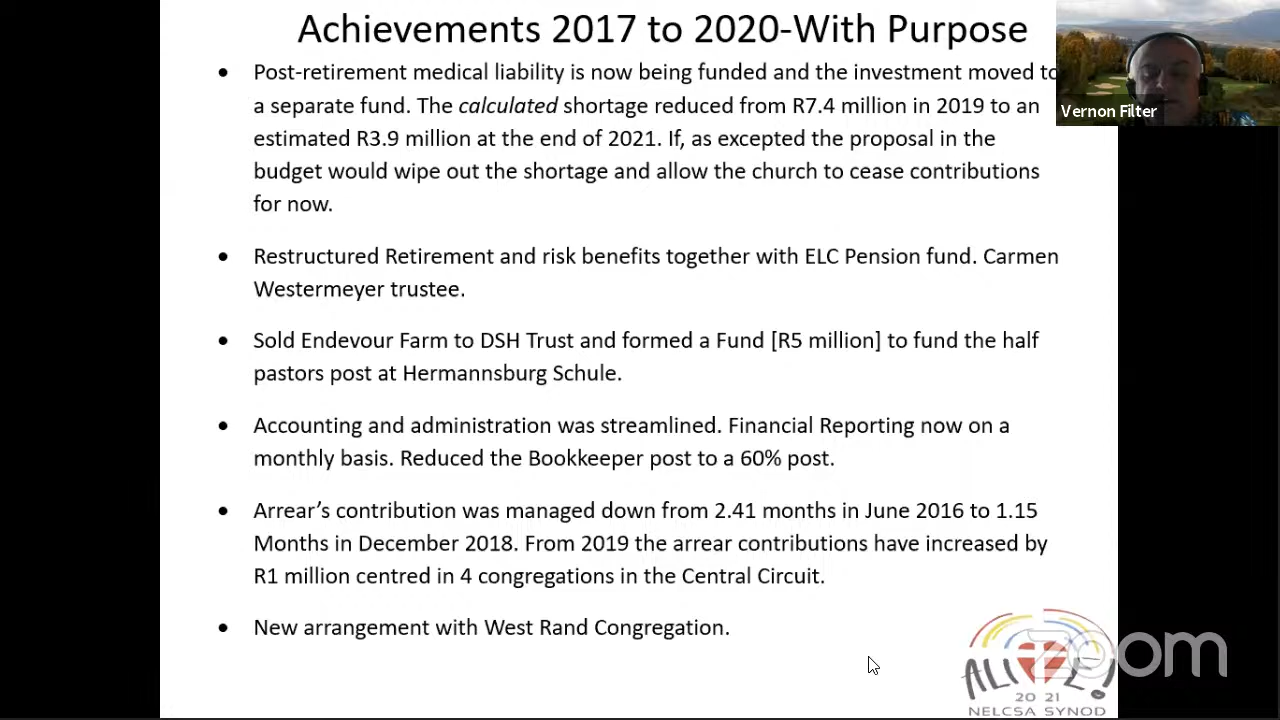 Achievements 2017 to 2020-With Purpose
• Post-retirement medical liability is now being funded and the investment moved to
a separate fund. The calculated shortage reduced from R7.4 million in 2019 to an
estimated R3.9 million at the end of 2021. If, as excepted the proposal in the
budget would wipe out the shortage and allow the church to cease contributions
for now.
• Restructured Retirement and risk benefits together with ELC Pension fund. Carmen
Westermeyer trustee.
• Sold Endevour Farm to DSH Trust and formed a Fund [R5 million] to fund the half
pastors post at Hermannsburg Schule.
• Accounting and administration was streamlined. Financial Reporting now on a
monthly basis. Reduced the Bookkeeper post to a 60% post.
• Arrear’s contribution was managed down from 2.41 months in June 2016 to 1.15
Months in December 2018. From 2019 the arrear contributions have increased by
R1 million centred in 4 congregations in the Central Circuit.
• New arrangement with West Rand Congregation.
Vernon Filter
zoom
ALIVE!
20 21
NELCSA SYNOD